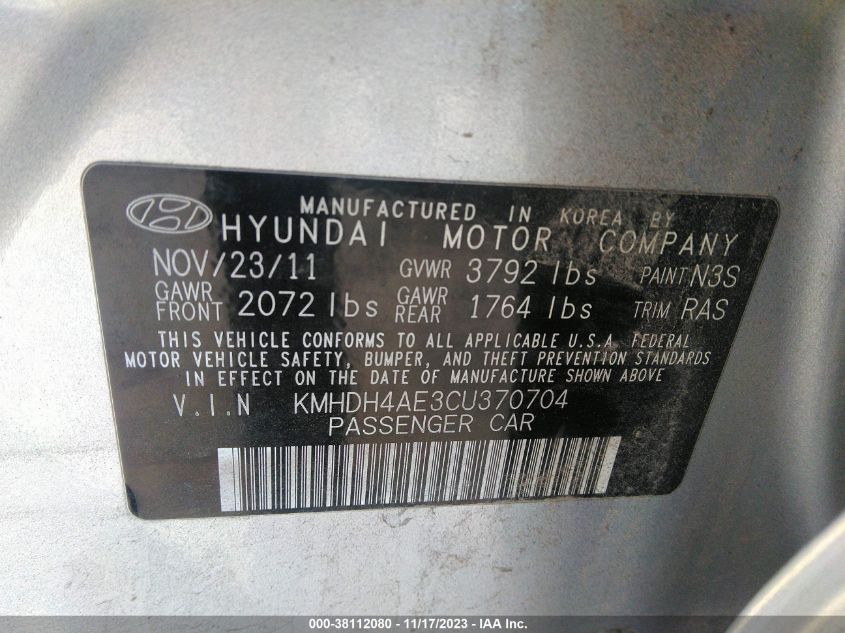 MANUFACTURED IN KOREA BY
HYUNDAI MOTOR COMPANY
NOV/23/11 GVWR 3792 lbs PAINT N3S
GAWR FRONT 2072 lbs GAWR REAR 1764 lbs TRIM RAS
THIS VEHICLE CONFORMS TO ALL APPLICABLE U.S.A FEDERAL
MOTOR VEHICLE SAFETY, BUMPER, AND THEFT PREVENTION STANDARDS
IN EFFECT ON THE DATE OF MANUFACTURE SHOWN ABOVE
V.I.N KMHDH4AE3CU370704
PASSENGER CAR
000-38112080 - 11/17/2023 - IAA Inc.